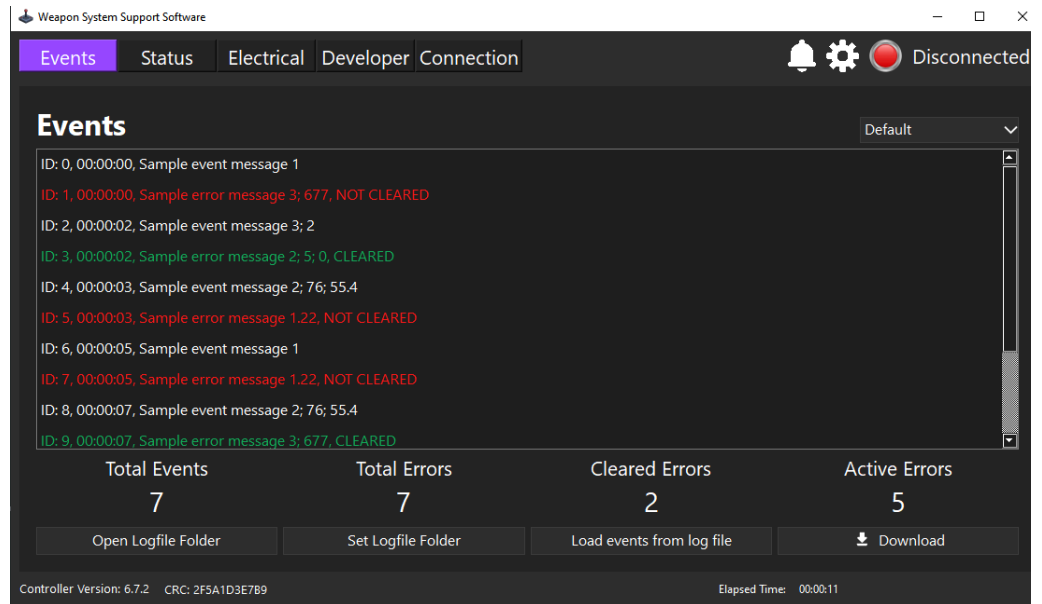 Weapon System Support Software
Events Status Electrical Developer Connection Disconnected
Events
Default
ID: 0, 00:00:00, Sample event message 1
ID: 1, 00:00:00, Sample error message 3; 677, NOT CLEARED
ID: 2, 00:00:02, Sample event message 3; 2
ID: 3, 00:00:02, Sample error message 2; 5; 0, CLEARED
ID: 4, 00:00:03, Sample event message 2; 76; 55.4
ID: 5, 00:00:03, Sample error message 1.22, NOT CLEARED
ID: 6, 00:00:05, Sample event message 1
ID: 7, 00:00:05, Sample error message 1.22, NOT CLEARED
ID: 8, 00:00:07, Sample event message 2; 76; 55.4
ID: 9, 00:00:07, Sample error message 3; 677, CLEARED
Total Events Total Errors Cleared Errors Active Errors
7 7 2 5
Open Logfile Folder Set Logfile Folder Load events from log file Download
Controller Version: 6.7.2 CRC: 2F5A1D3E7B9 Elapsed Time: 00:00:11